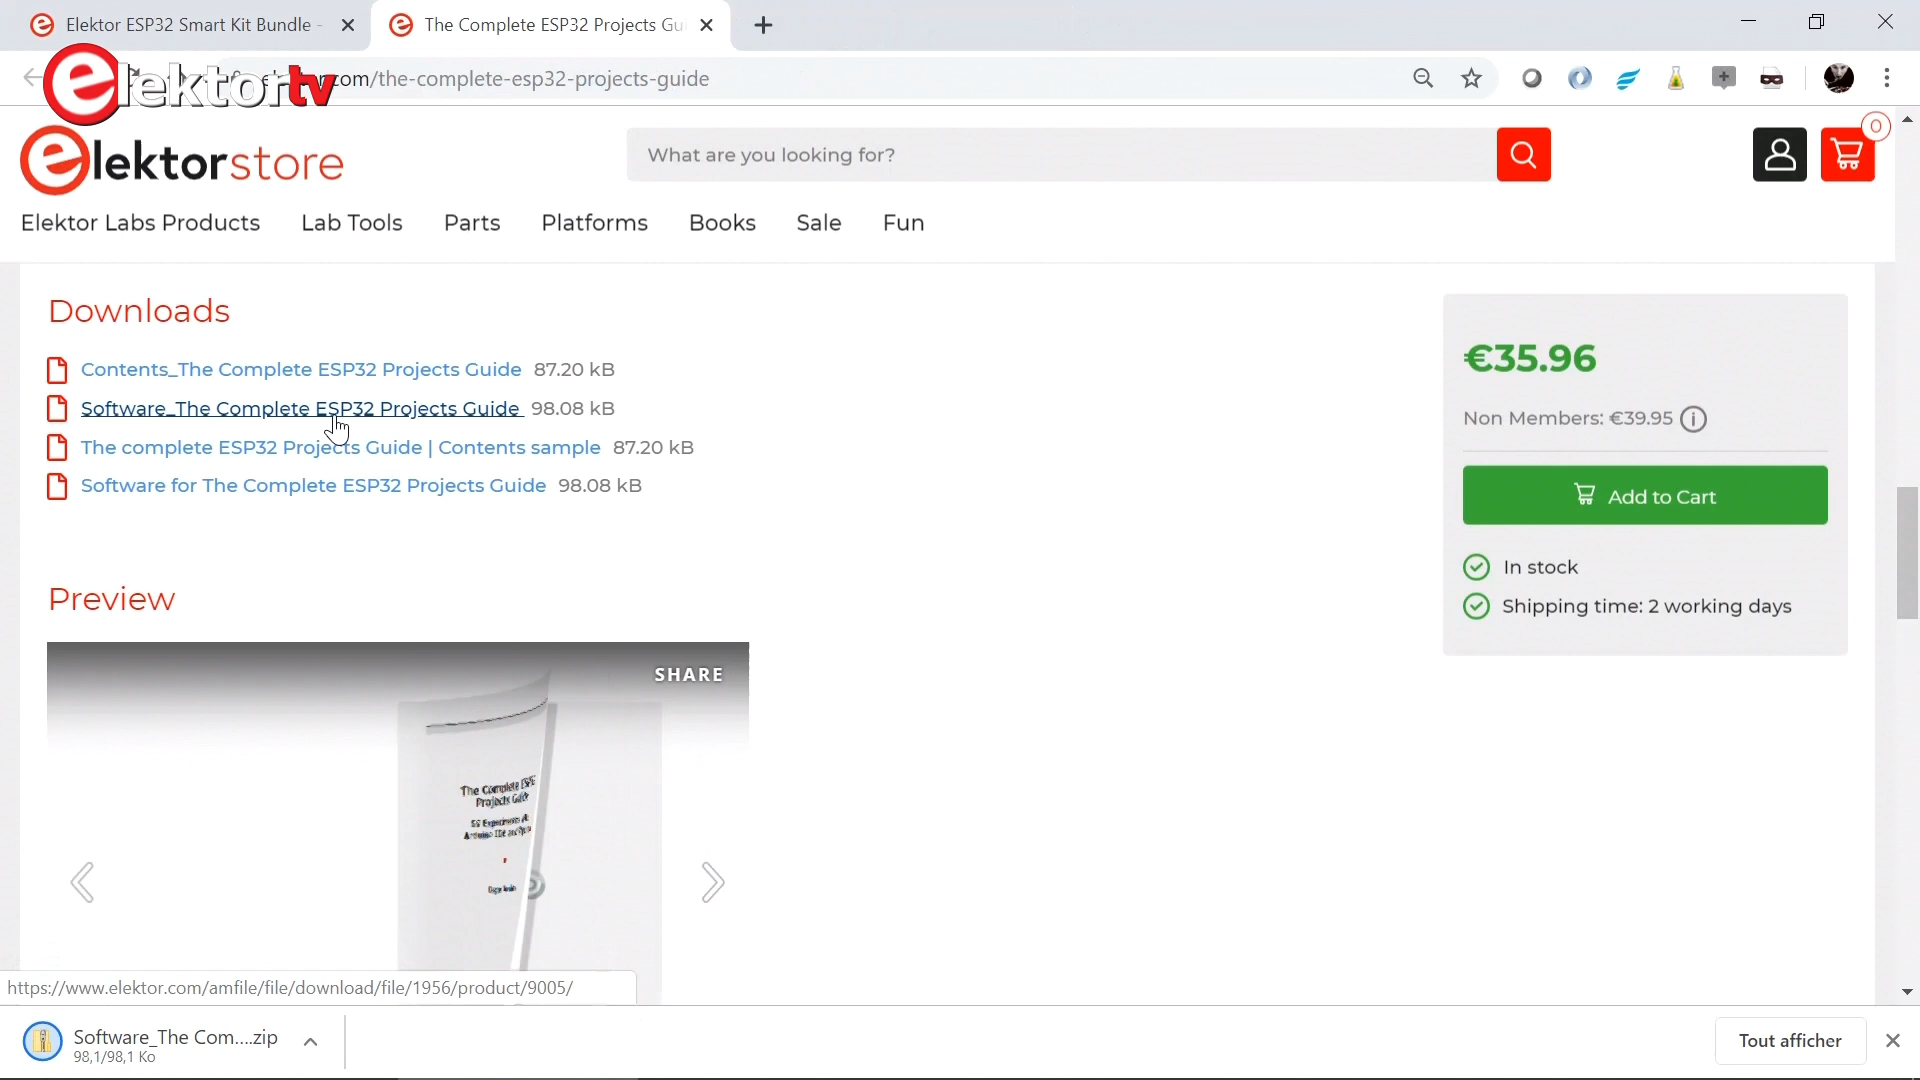 Elektor ESP32 Smart Kit Bundle -
The Complete ESP32 Projects Gu
elektortv
.com/the-complete-esp32-projects-guide
elektorstore
What are you looking for?
0
Elektor Labs Products Lab Tools Parts Platforms Books Sale Fun
Downloads
Contents_The Complete ESP32 Projects Guide 87.20 kB
Software_The Complete ESP32 Projects Guide 98.08 kB
The complete ESP32 Projects Guide | Contents sample 87.20 kB
Software for The Complete ESP32 Projects Guide 98.08 kB
€35.96
Non Members: €39.95
Add to Cart
In stock
Shipping time: 2 working days
Preview
SHARE
The Complete
Projects
https://www.elektor.com/amfile/file/download/file/1956/product/9005/
Software_The Com....zip
98,1/98,1 Ko
Tout afficher